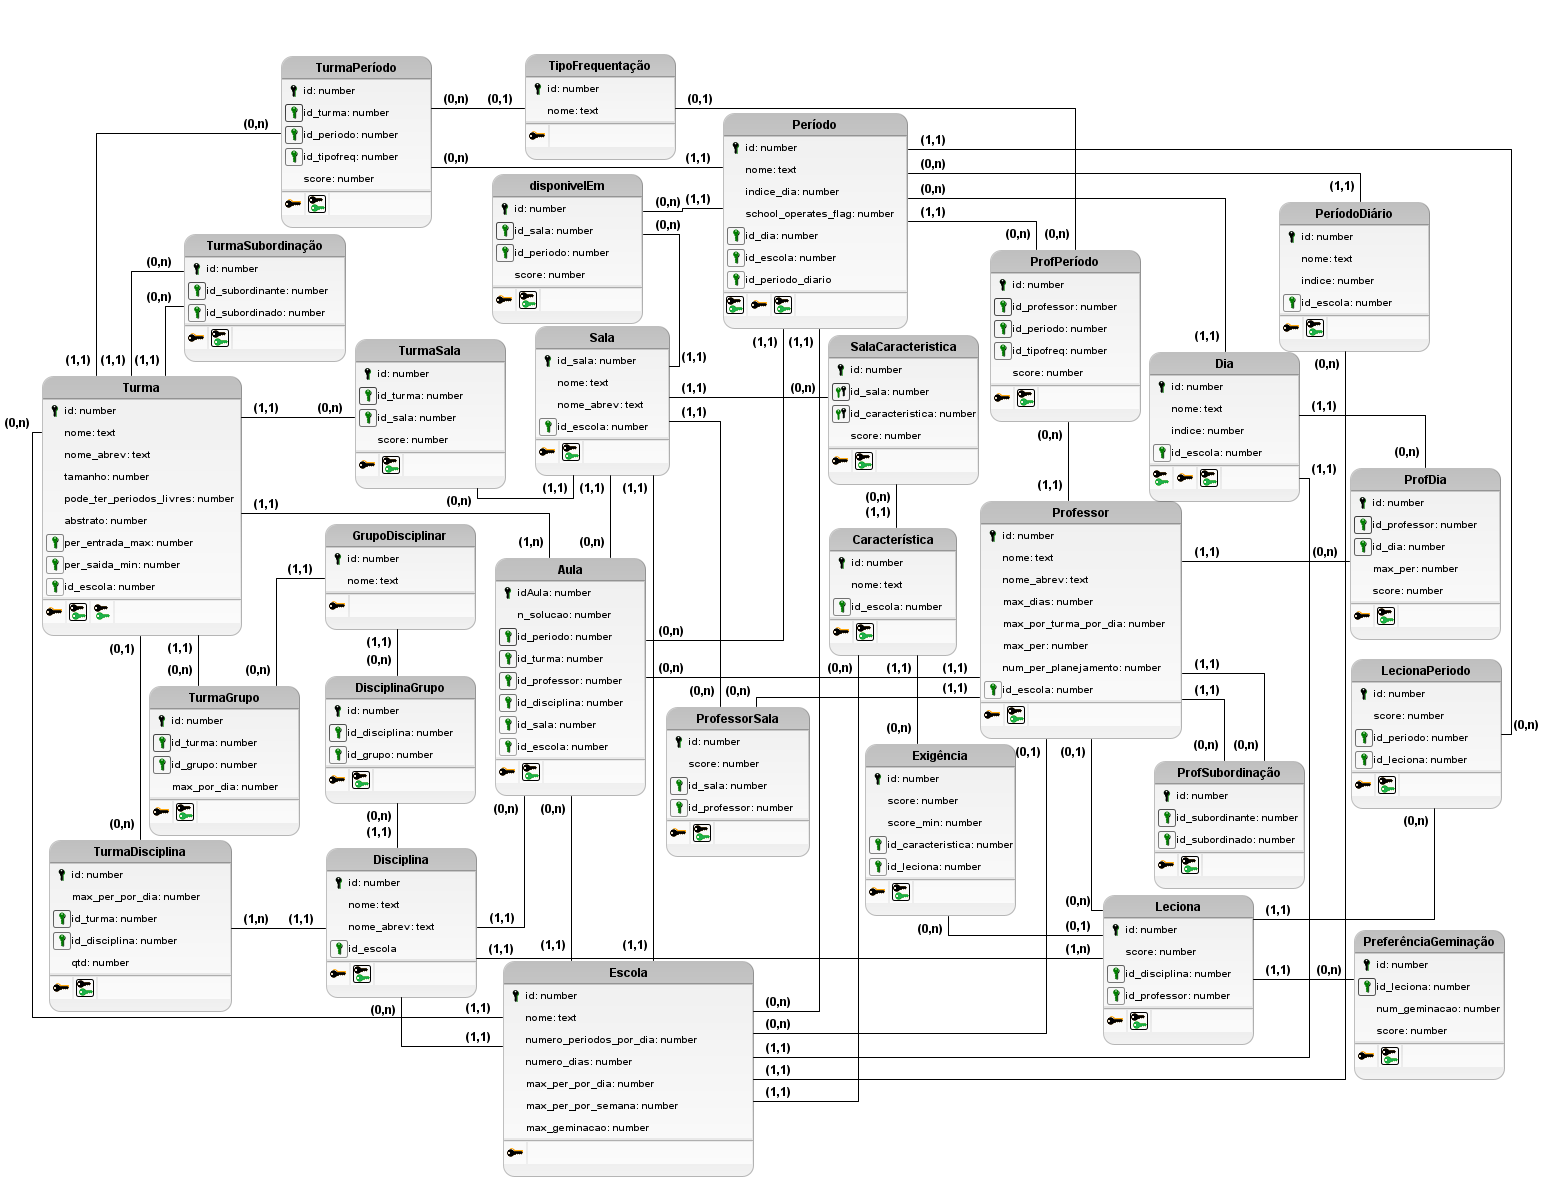 TurmaPeríodo
id: number
id_turma: number
id_periodo: number
id_tipofreq: number
score: number
TipoFrequentação
id: number
nome: text
(0,n)
(0,1)
(0,1)
(0,n)
(0,n)
(1,1)
Período
id: number
nome: text
indice_dia: number
school_operates_flag: number
id_dia: number
id_escola: number
id_periodo_diario
(1,1)
(0,n)
(0,n)
(1,1)
(1,1)
disponivelEm
id: number
id_sala: number
id_periodo: number
score: number
(0,n)
(1,1)
(0,n)
PeríodoDiário
id: number
nome: text
indice: number
id_escola: number
(0,n)
(0,n)
(0,n)
TurmaSubordinação
id: number
id_subordinante: number
id_subordinado: number
(0,n)
(0,n)
(1,1)
(1,1)
(1,1)
ProfPeríodo
id: number
id_professor: number
id_periodo: number
id_tipofreq: number
score: number
(0,n)
(1,1)
Sala
id_sala: number
nome: text
nome_abrev: text
id_escola: number
(1,1)
(1,1)
(0,n)
(1,1)
(1,1)
(1,1)
(1,1)
(1,1)
(1,1)
TurmaSala
id: number
id_turma: number
id_sala: number
score: number
(1,1)
(0,n)
(0,n)
SalaCaracteristica
id: number
id_sala: number
id_caracteristica: number
score: number
(0,n)
(1,1)
Dia
id: number
nome: text
indice: number
id_escola: number
(1,1)
(1,1)
(0,n)
Turma
id: number
nome: text
nome_abrev: text
tamanho: number
pode_ter_periodos_livres: number
abstrato: number
per_entrada_max: number
per_saida_min: number
id_escola: number
(0,n)
(1,1)
(1,n)
(0,n)
(0,1)
(1,1)
(0,n)
(0,n)
(0,n)
ProfDia
id: number
id_professor: number
id_dia: number
max_per: number
score: number
Professor
id: number
nome: text
nome_abrev: text
max_dias: number
max_por_turma_por_dia: number
max_per: number
num_per_planejamento: number
id_escola: number
(1,1)
(0,n)
(1,1)
(1,1)
(1,1)
(1,1)
(0,1)
(0,1)
GrupoDisciplinar
id: number
nome: text
(1,1)
(1,1)
(0,n)
Característica
id: number
nome: text
id_escola: number
(0,n)
(1,1)
(0,n)
Aula
idAula: number
n_solucao: number
id_periodo: number
id_turma: number
id_professor: number
id_disciplina: number
id_sala: number
id_escola: number
(0,n)
(0,n)
(0,n)
(0,n)
TurmaGrupo
id: number
id_turma: number
id_grupo: number
max_por_dia: number
DisciplinaGrupo
id: number
id_disciplina: number
id_grupo: number
(0,n)
(1,1)
ProfessorSala
id: number
score: number
id_sala: number
id_professor: number
(0,n)
(0,n)
LecionaPeriodo
id: number
score: number
id_periodo: number
id_leciona: number
(0,n)
(0,n)
Exigência
id: number
score: number
score_min: number
id_caracteristica: number
id_leciona: number
(0,n)
(0,1)
ProfSubordinação
id: number
id_subordinante: number
id_subordinado: number
(0,n)
(0,n)
TurmaDisciplina
id: number
max_per_por_dia: number
id_turma: number
id_disciplina: number
qtd: number
(1,n)
(1,1)
Disciplina
id: number
nome: text
nome_abrev: text
id_escola
(1,1)
(1,1)
(1,n)
(0,n)
(1,1)
(1,1)
(1,1)
(1,1)
Leciona
id: number
score: number
id_disciplina: number
id_professor: number
(0,n)
(1,1)
(1,1)
(0,n)
PreferênciaGeminação
id: number
id_leciona: number
num_geminacao: number
score: number
Escola
id: number
nome: text
numero_periodos_por_dia: number
numero_dias: number
max_per_por_dia: number
max_per_por_semana: number
max_geminacao: number
(0,n)
(0,n)
(1,1)
(1,1)
(1,1)